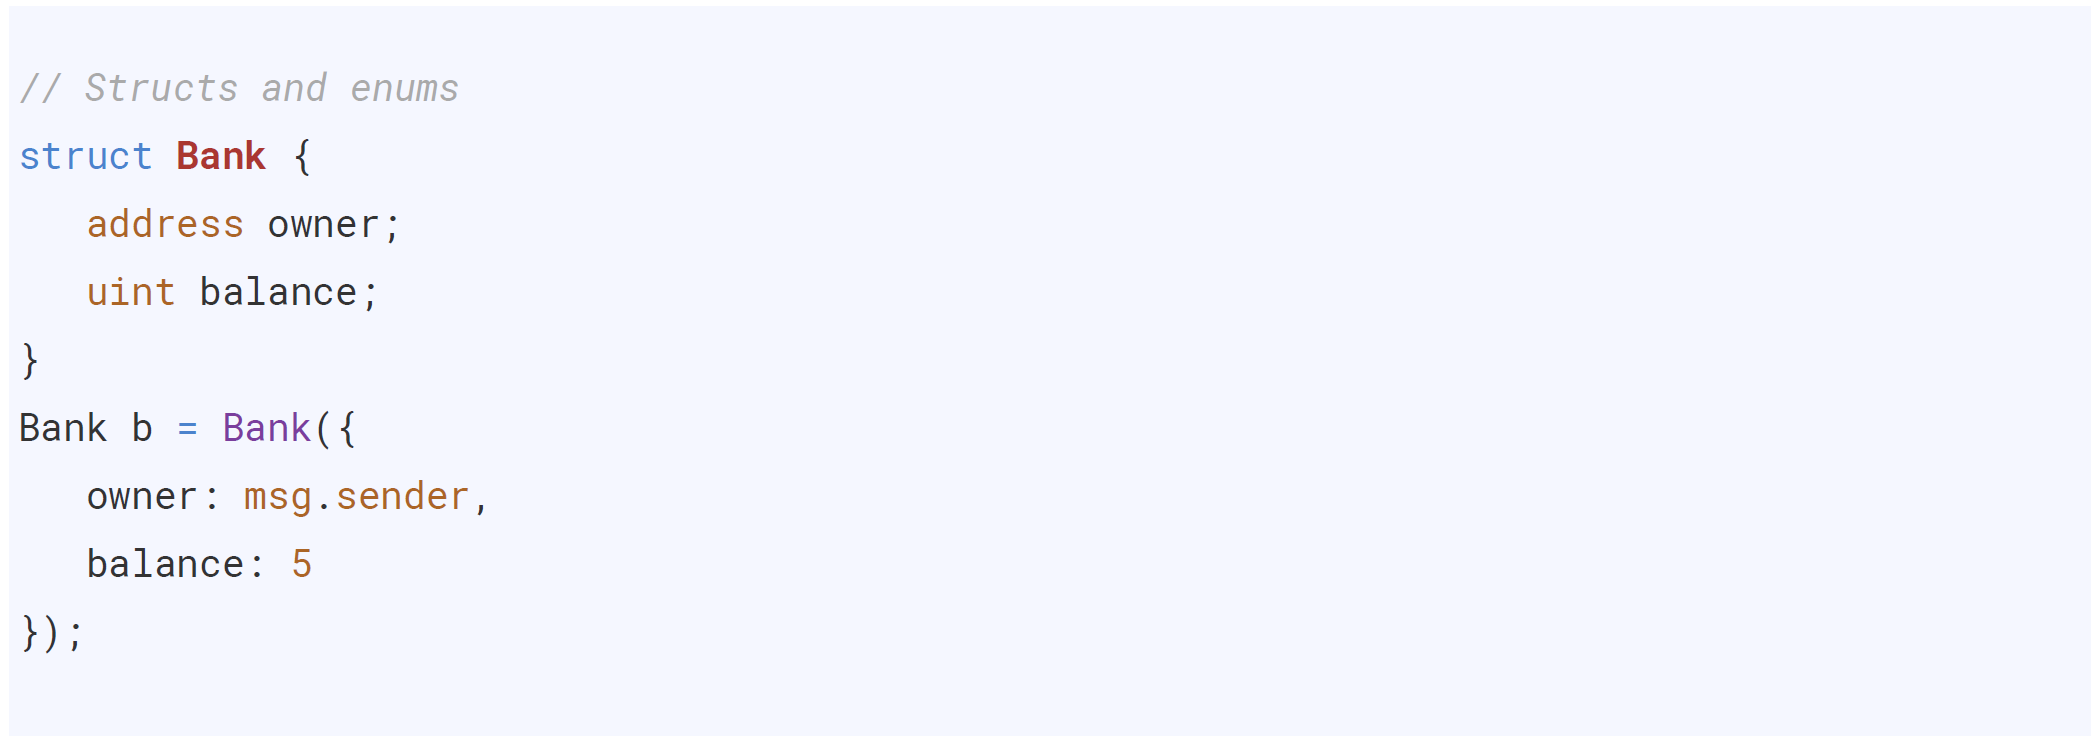 // Structs and enums
struct Bank {
   address owner;
   uint balance;
}
Bank b = Bank({
   owner: msg.sender,
   balance: 5
});